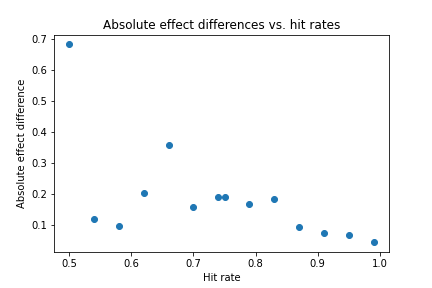 Absolute effect differences vs. hit rates
0.7
0.6
0.5
0.4
0.3
0.2
0.1
Absolute effect difference
0.5 0.6 0.7 0.8 0.9 1.0
Hit rate